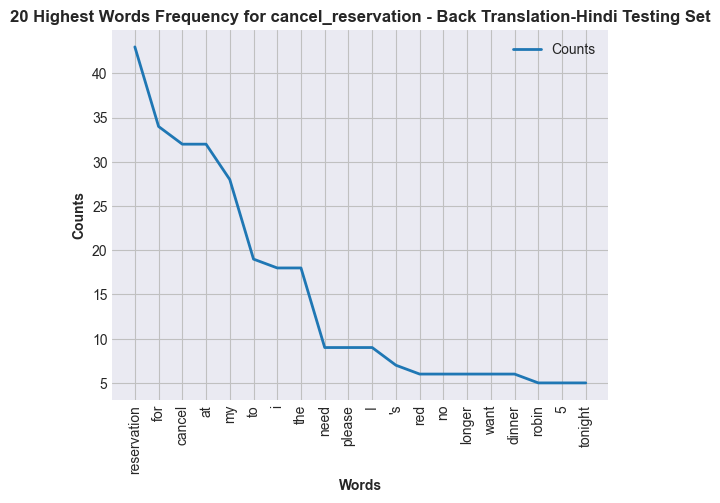 20 Highest Words Frequency for cancel_reservation - Back Translation-Hindi Testing Set
Counts
40
35
30
25
20
15
10
5
Counts
reservation
for
cancel
at
my
to
i
the
need
please
I
's
red
no
longer
want
dinner
robin
5
tonight
Words